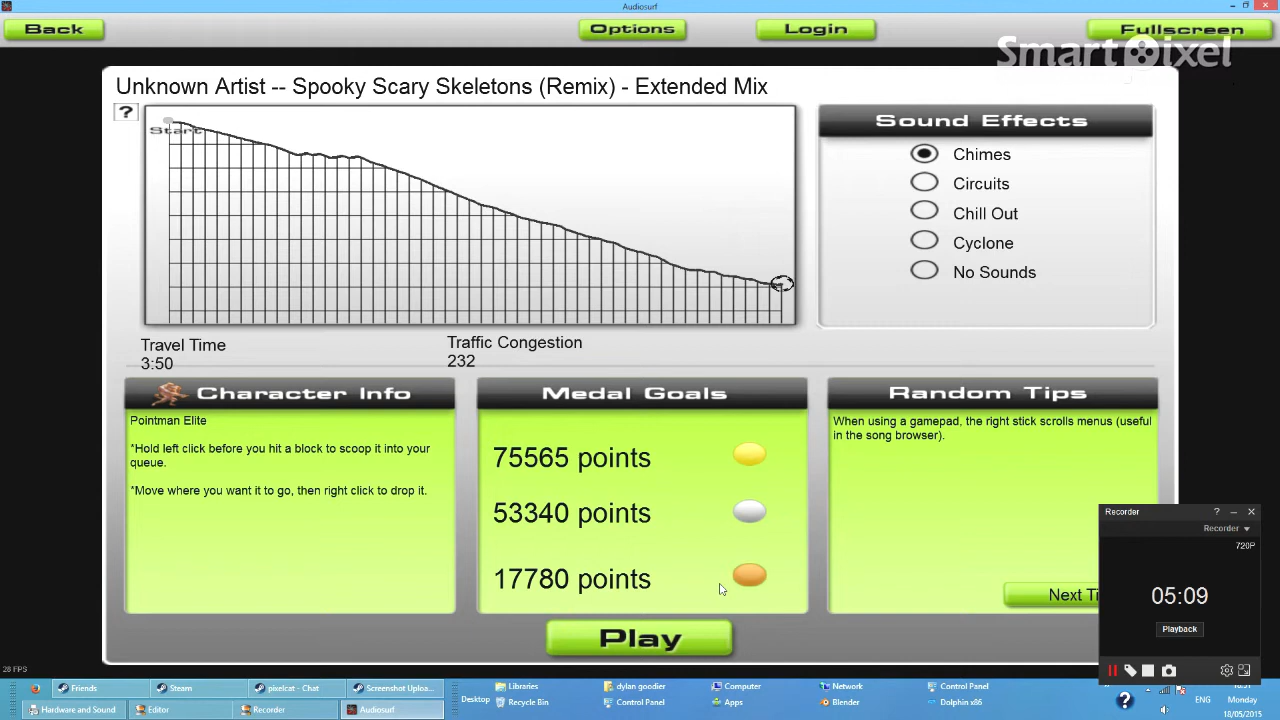 Audiosurf
Back
Options
Login
Fullscreen
SmartPixel
Unknown Artist -- Spooky Scary Skeletons (Remix) - Extended Mix
?
Start
Sound Effects
Chimes
Circuits
Chill Out
Cyclone
No Sounds
Travel Time
3:50
Traffic Congestion
232
Character Info
Pointman Elite
*Hold left click before you hit a block to scoop it into your
queue.
*Move where you want it to go, then right click to drop it.
Medal Goals
75565 points
53340 points
17780 points
Random Tips
When using a gamepad, the right stick scrolls menus (useful
in the song browser).
Next Ti
Play
Recorder
?
Recorder
720P
05:09
Playback
28 FPS
Friends
Steam
pixelcat - Chat
Screenshot Uploa...
Hardware and Sound
Editor
Recorder
Audiosurf
Desktop
Libraries
dylan goodier
Computer
Network
Control Panel
Recycle Bin
Control Panel
Apps
Blender
Dolphin x86
?
ENG
Monday
18/05/2015